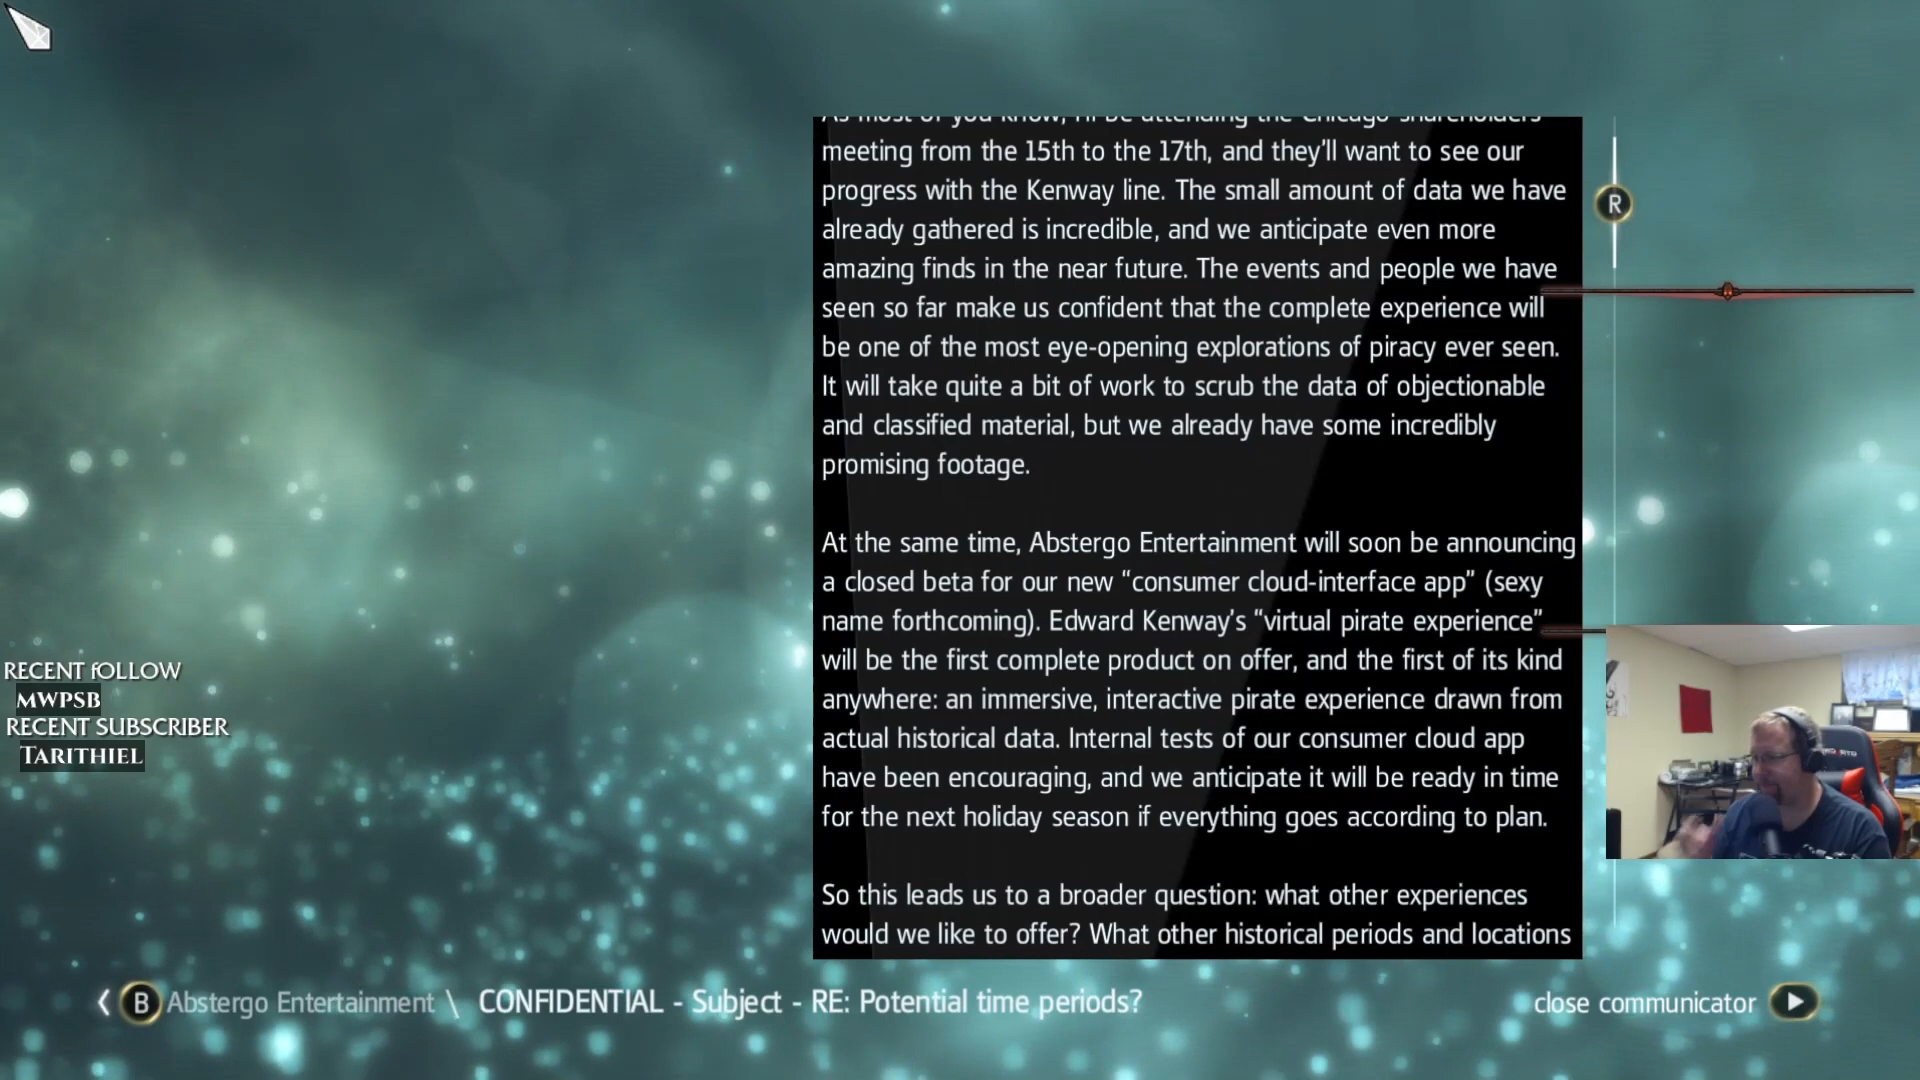 As most of you know, I'll be attending the Chicago shareholders
meeting from the 15th to the 17th, and they'll want to see our
progress with the Kenway line. The small amount of data we have
already gathered is incredible, and we anticipate even more
amazing finds in the near future. The events and people we have
seen so far make us confident that the complete experience will
be one of the most eye-opening explorations of piracy ever seen.
It will take quite a bit of work to scrub the data of objectionable
and classified material, but we already have some incredibly
promising footage.
At the same time, Abstergo Entertainment will soon be announcing
a closed beta for our new “consumer cloud-interface app” (sexy
name forthcoming). Edward Kenway's “virtual pirate experience”
will be the first complete product on offer, and the first of its kind
anywhere: an immersive, interactive pirate experience drawn from
actual historical data. Internal tests of our consumer cloud app
have been encouraging, and we anticipate it will be ready in time
for the next holiday season if everything goes according to plan.
So this leads us to a broader question: what other experiences
would we like to offer? What other historical periods and locations
R
RECENT FOLLOW
MWPSB
RECENT SUBSCRIBER
TARITHIEL
B Abstergo Entertainment \ CONFIDENTIAL - Subject - RE: Potential time periods?
close communicator